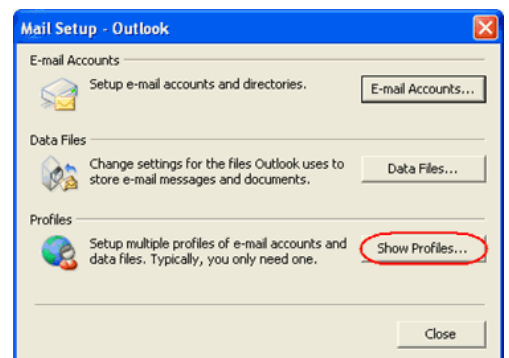 Mail Setup - Outlook
E-mail Accounts
Setup e-mail accounts and directories.
E-mail Accounts...
Data Files
Change settings for the files Outlook uses to
store e-mail messages and documents.
Data Files...
Profiles
Setup multiple profiles of e-mail accounts and
data files. Typically, you only need one.
Show Profiles...
Close